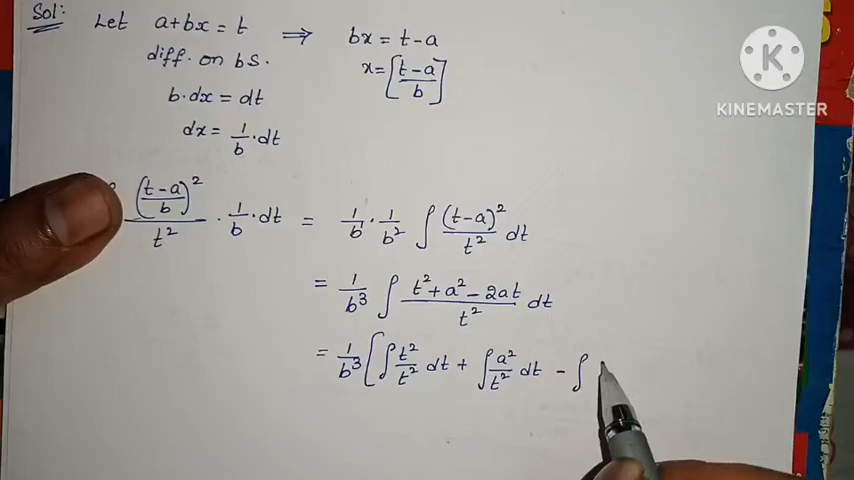 Sol: Let a+bx = t ⟹ bx = t-a
diff. on bs. x = [(t-a)/b]
b.dx = dt
dx = 1/b · dt
((t-a)/b)² / t² · 1/b · dt = 1/b · 1/b² ∫ (t-a)²/t² dt
= 1/b³ ∫ (t²+a²-2at)/t² dt
= 1/b³ [∫ t²/t² dt + ∫ a²/t² dt - ∫
K
KINEMASTER